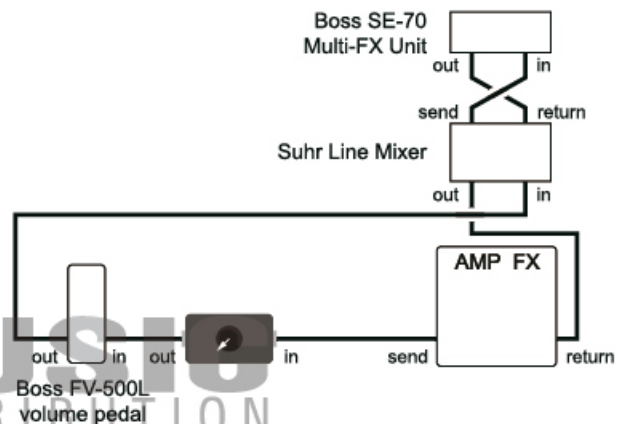 Boss SE-70
Multi-FX Unit
out in
send return
Suhr Line Mixer
out in
AMP FX
out in out in send return
Boss FV-500L
volume pedal